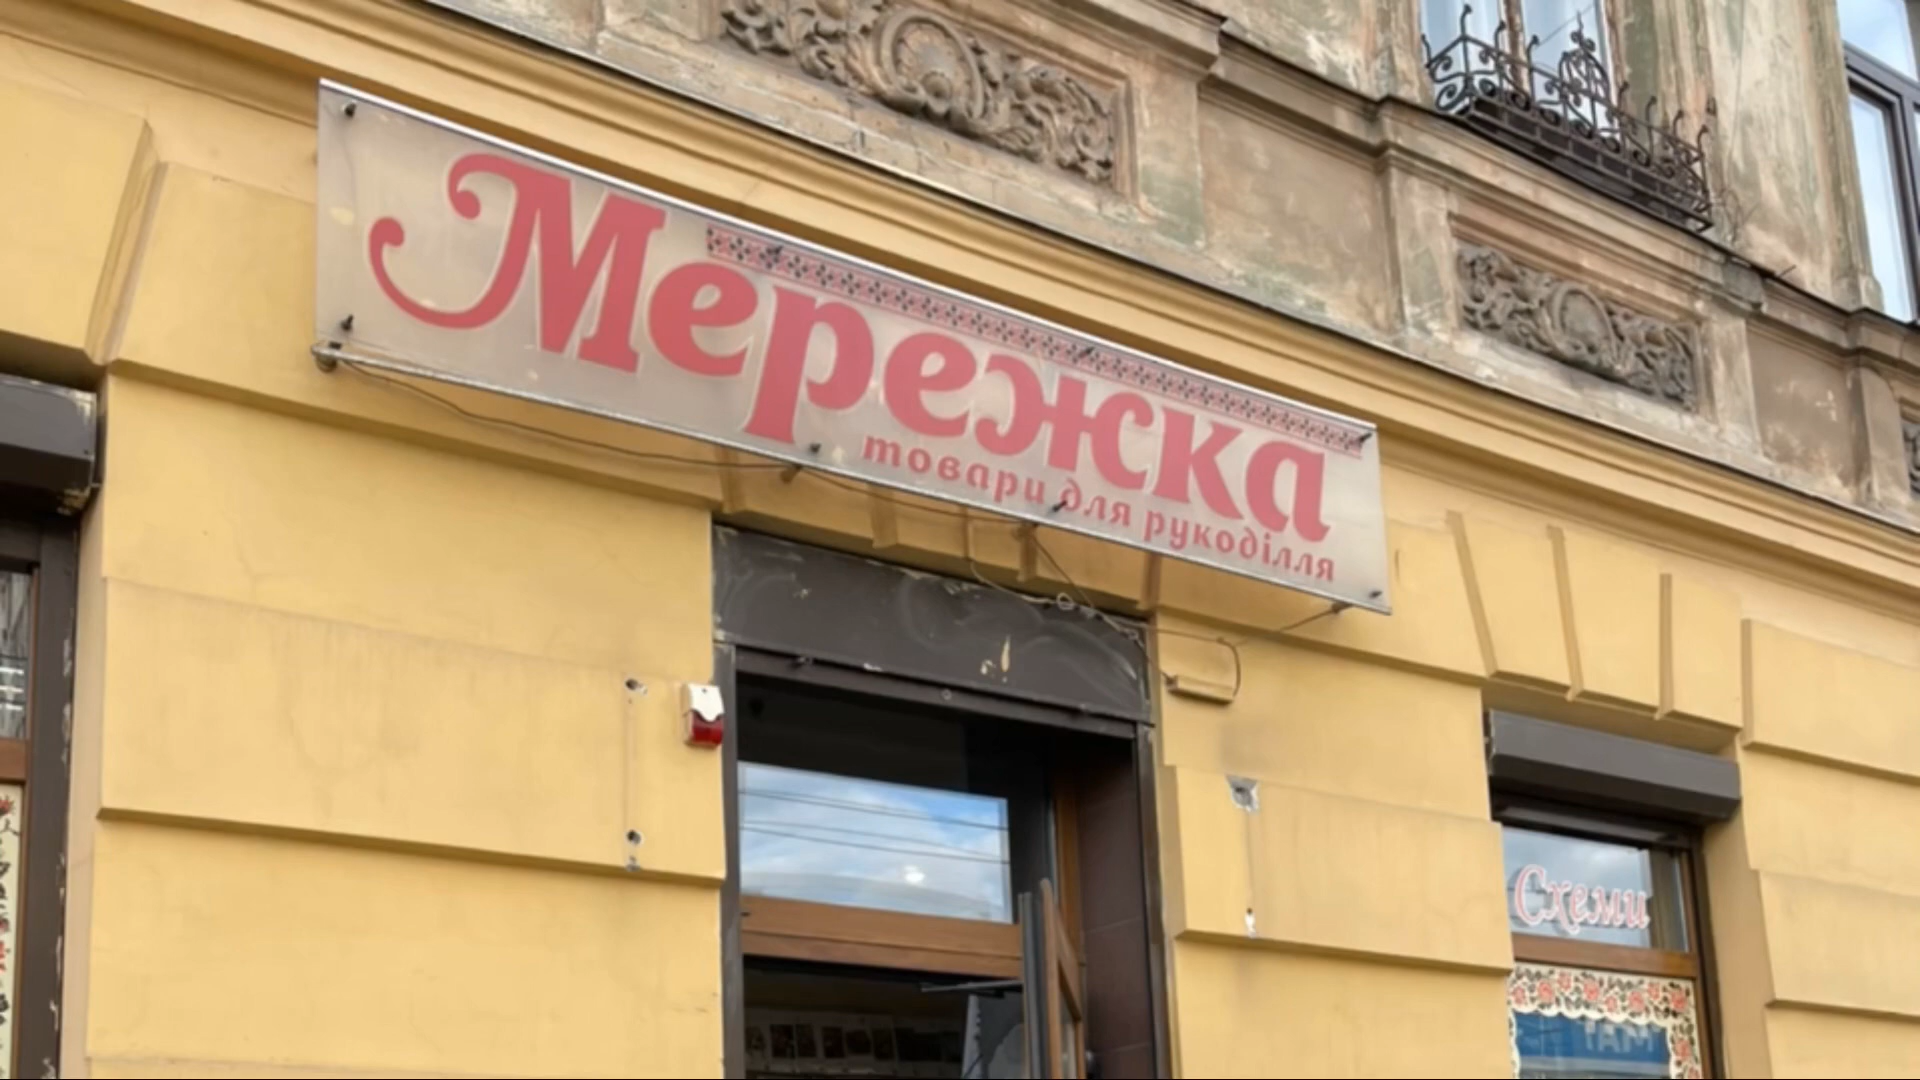 Мережка
товари для рукоділля
Схеми